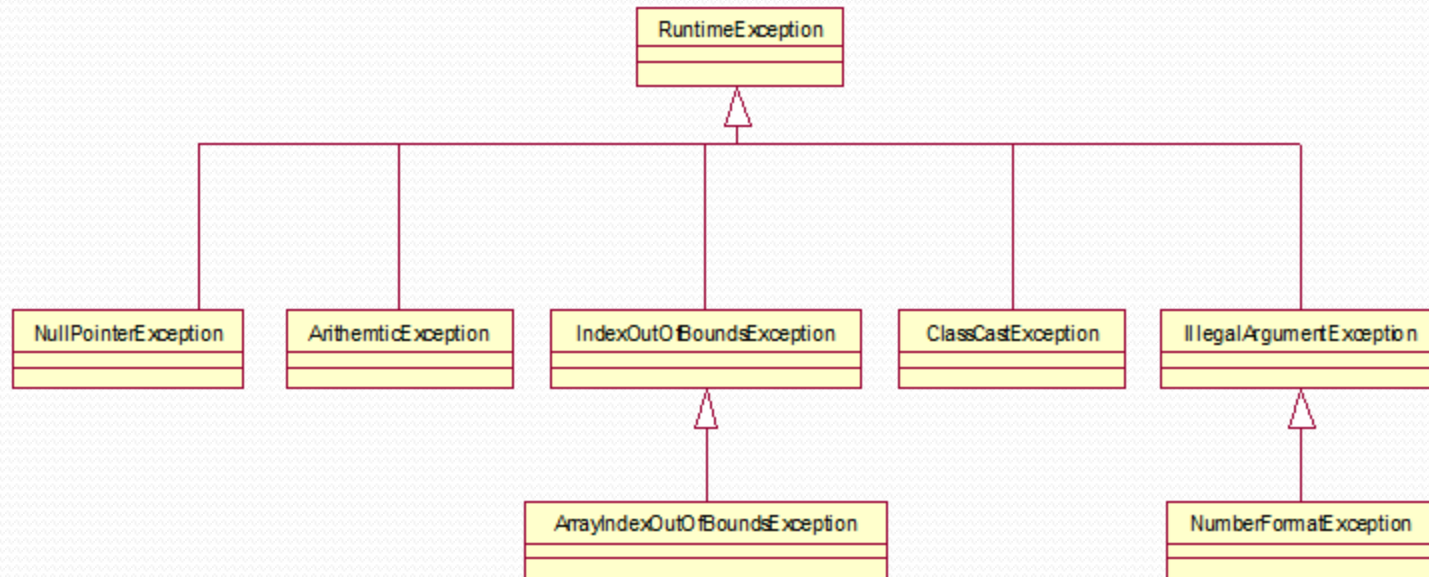 RuntimeException
NullPointerException
ArithemticException
IndexOutOfBoundsException
ClassCastException
IllegalArgumentException
ArrayIndexOutOfBoundsException
NumberFormatException